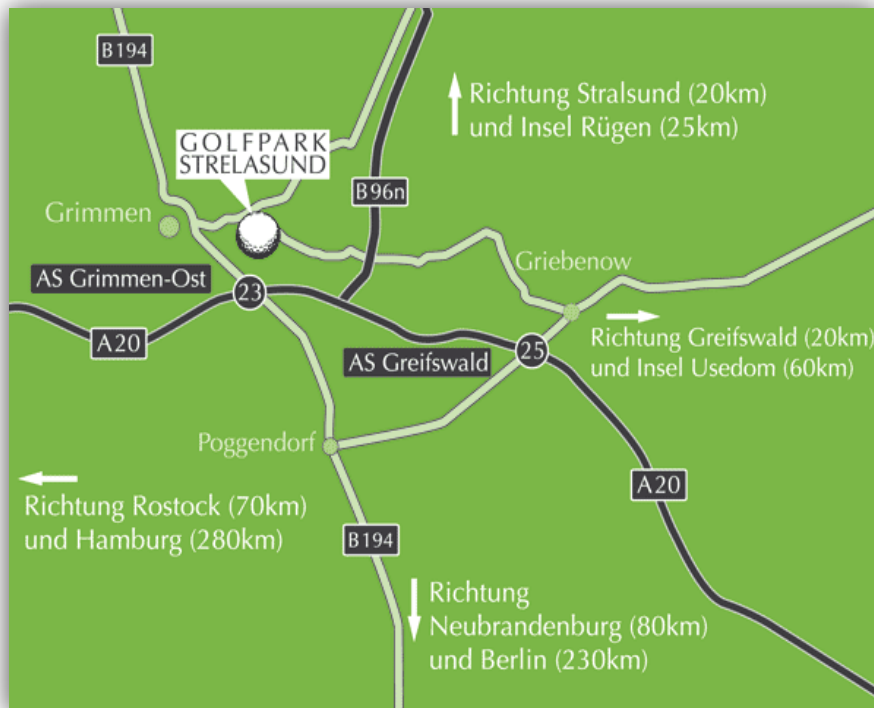 B194
Richtung Stralsund (20km)
und Insel Rügen (25km)
GOLFPARK
STRELASUND
B96n
Grimmen
Griebenow
AS Grimmen-Ost
23
A20
Richtung Greifswald (20km)
und Insel Usedom (60km)
AS Greifswald
25
Poggendorf
A20
Richtung Rostock (70km)
und Hamburg (280km)
B194
Richtung
Neubrandenburg (80km)
und Berlin (230km)